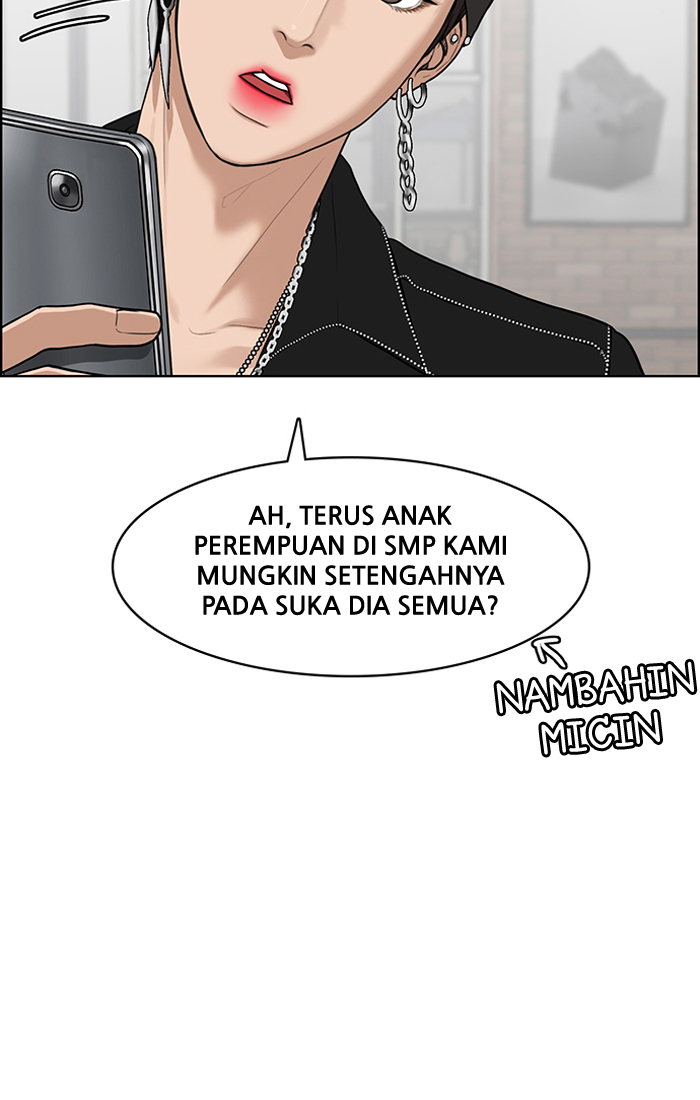 AH, TERUS ANAK
PEREMPUAN DI SMP KAMI
MUNGKIN SETENGAHNYA
PADA SUKA DIA SEMUA?
NAMBAHIN
MICIN